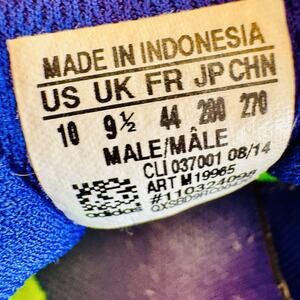 MADE IN INDONESIA
US UK FR JP CHN
10 9½ 44 280 270
MALE/MÂLE
CLI 037001 08/14
ART M19965
#110324098
adidas